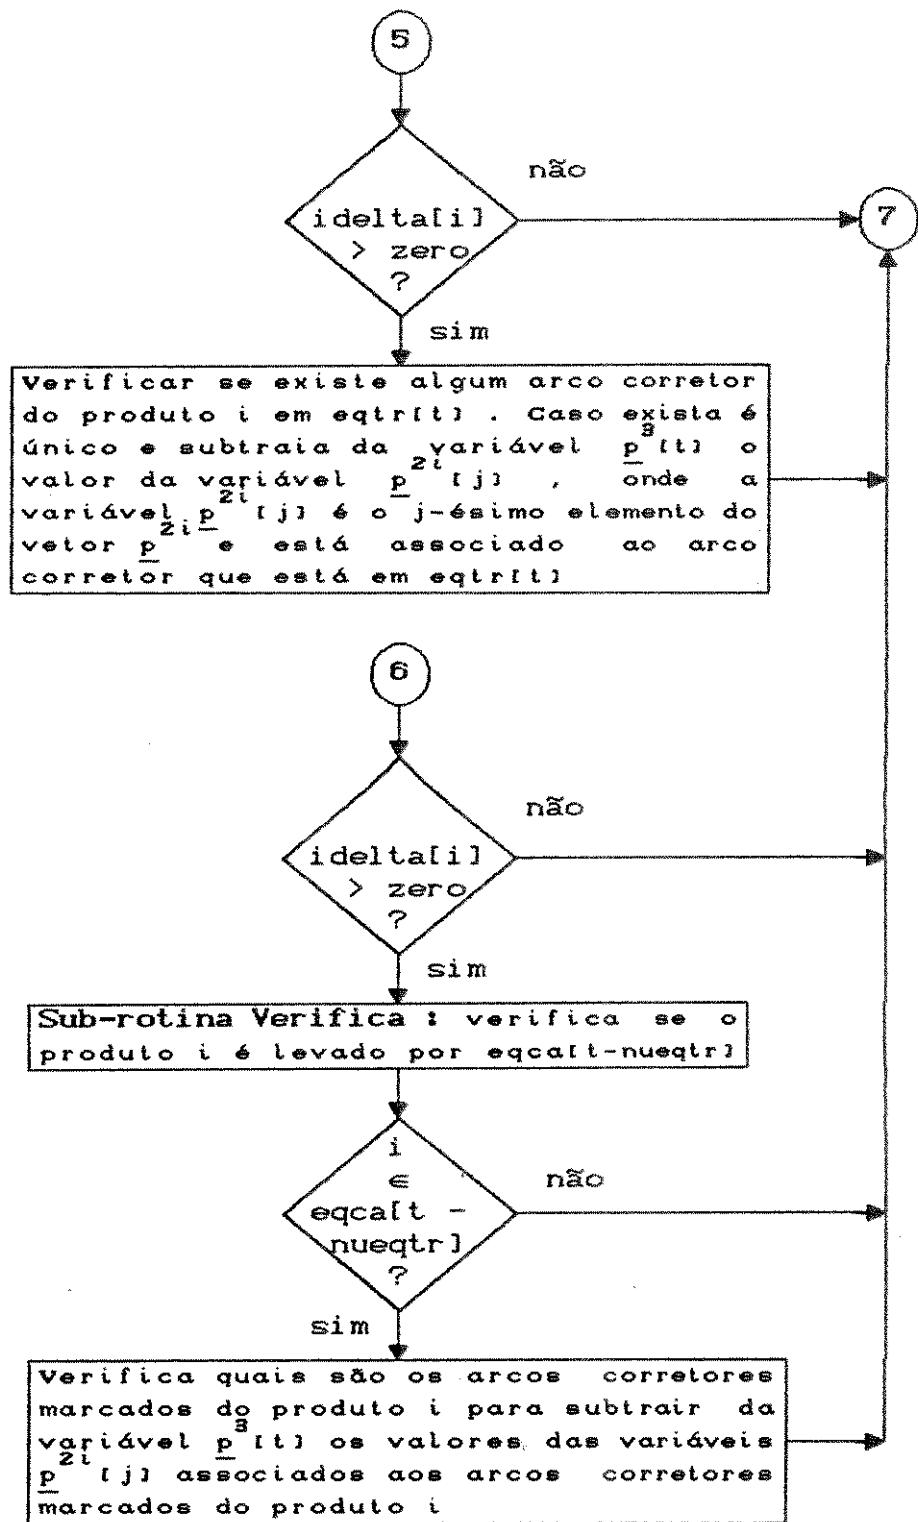 5
não
idelta[i]
> zero
?
7
sim
Verificar se existe algum arco corretor
do produto i em eqtr[t] . Caso exista é
único e subtraia da variável p³[t] o
valor da variável p²ⁱ[j] , onde a
variável p²ⁱ[j] é o j-ésimo elemento do
vetor p²ⁱ e está associado ao arco
corretor que está em eqtr[t]
6
não
idelta[i]
> zero
?
sim
Sub-rotina Verifica : verifica se o
produto i é levado por eqca[t-nueqtr]
i
∈
não
eqca[t -
nueqtr]
?
sim
Verifica quais são os arcos corretores
marcados do produto i para subtrair da
variável p³[t] os valores das variáveis
p²ⁱ[j] associados aos arcos corretores
marcados do produto i